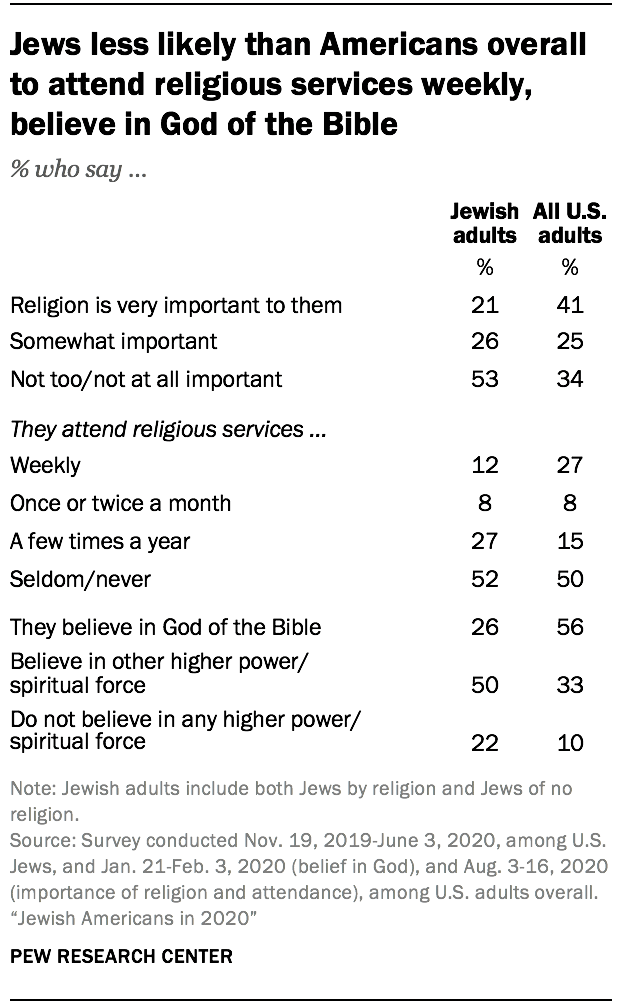 Jews less likely than Americans overall
to attend religious services weekly,
believe in God of the Bible
% who say ...
Jewish All U.S.
adults adults
% %
Religion is very important to them 21 41
Somewhat important 26 25
Not too/not at all important 53 34
They attend religious services ...
Weekly 12 27
Once or twice a month 8 8
A few times a year 27 15
Seldom/never 52 50
They believe in God of the Bible 26 56
Believe in other higher power/
spiritual force 50 33
Do not believe in any higher power/
spiritual force 22 10
Note: Jewish adults include both Jews by religion and Jews of no
religion.
Source: Survey conducted Nov. 19, 2019-June 3, 2020, among U.S.
Jews, and Jan. 21-Feb. 3, 2020 (belief in God), and Aug. 3-16, 2020
(importance of religion and attendance), among U.S. adults overall.
“Jewish Americans in 2020”
PEW RESEARCH CENTER